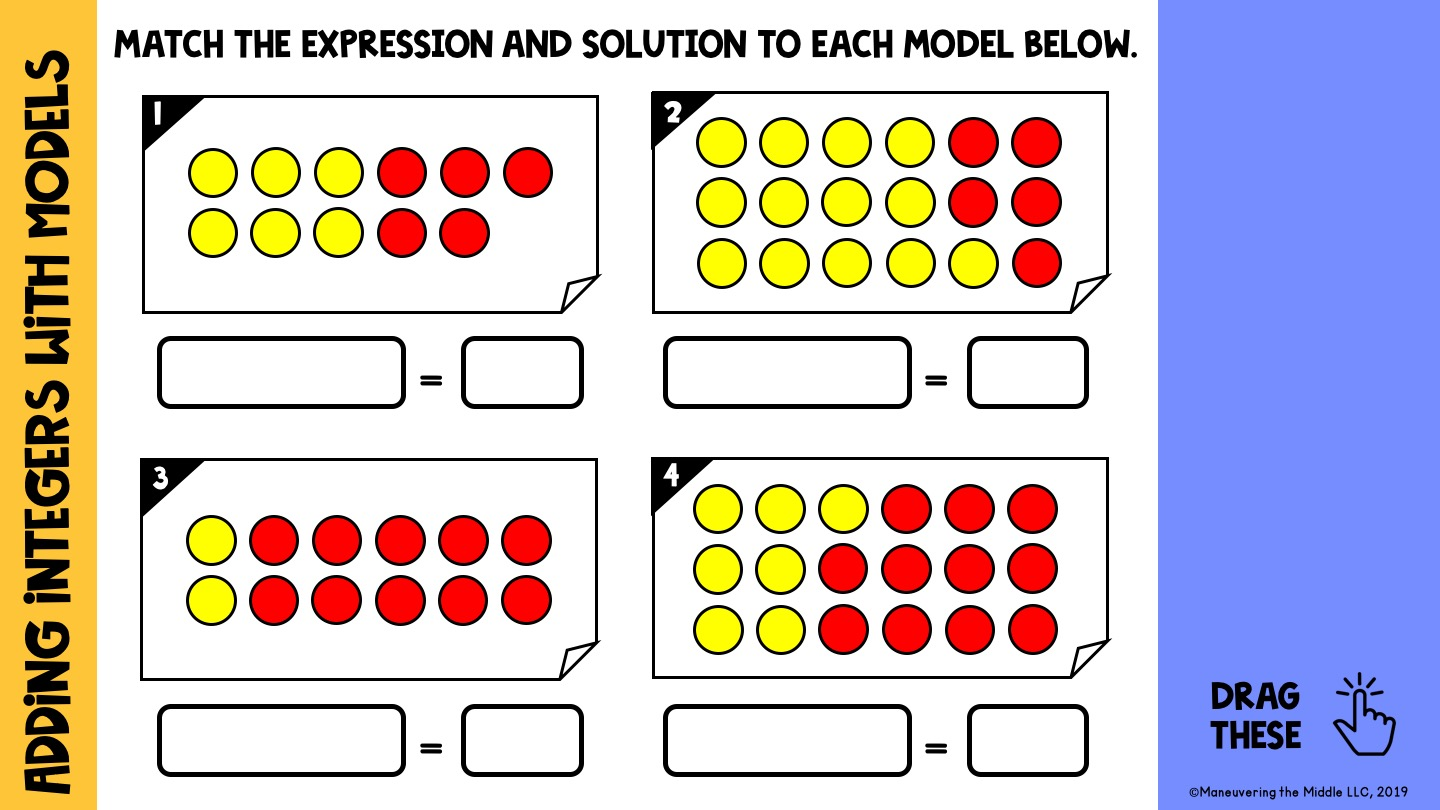 ADDING INTEGERS WITH MODELS
MATCH THE EXPRESSION AND SOLUTION TO EACH MODEL BELOW.
1
2
=
=
3
4
=
=
DRAG
THESE
©Maneuvering the Middle LLC, 2019